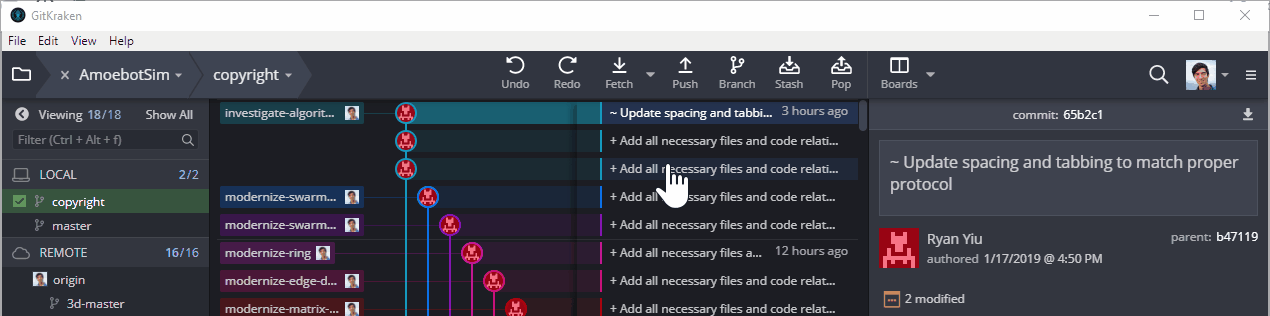 GitKraken
File Edit View Help
AmoebotSim
copyright
Undo
Redo
Fetch
Push
Branch
Stash
Pop
Boards
Viewing 18/18 Show All
Filter (Ctrl + Alt + f)
LOCAL 2/2
copyright
master
REMOTE 16/16
origin
3d-master
investigate-algorit...
~ Update spacing and tabbi... 3 hours ago
+ Add all necessary files and code relati...
+ Add all necessary files and code relati...
modernize-swarm...
+ Add all necessary files and code relat...
modernize-swarm...
+ Add all necessary files and code relat...
modernize-ring
+ Add all necessary files a... 12 hours ago
modernize-edge-d...
+ Add all necessary files and code relat...
modernize-matrix-...
+ Add all necessary files and code relat...
commit: 65b2c1
~ Update spacing and tabbing to match proper
protocol
Ryan Yiu
authored 1/17/2019 @ 4:50 PM
parent: b47119
2 modified